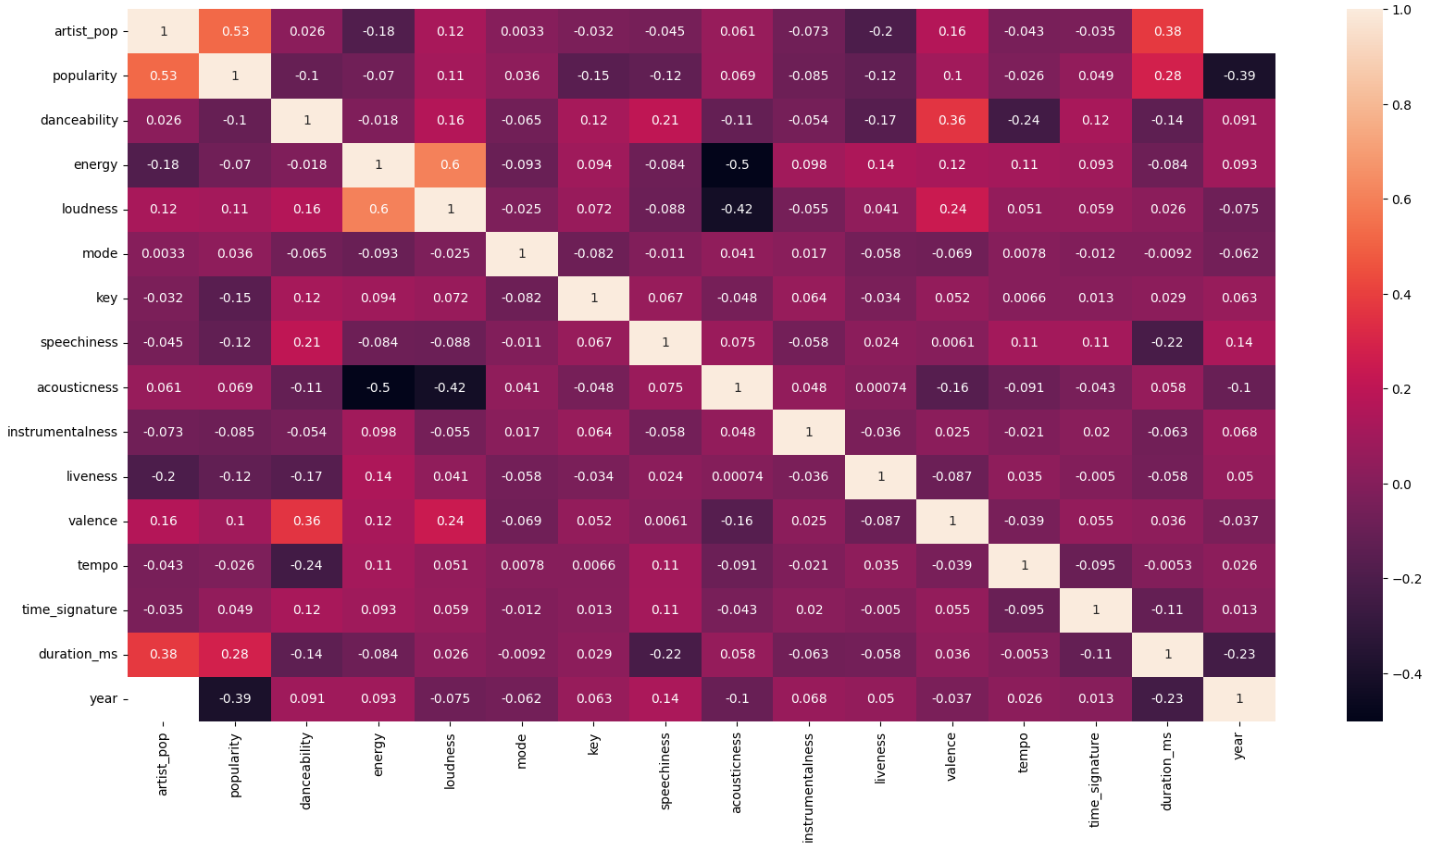 artist_pop 1 0.53 0.026 -0.18 0.12 0.0033 -0.032 -0.045 0.061 -0.073 -0.2 0.16 -0.043 -0.035 0.38
popularity 0.53 1 -0.1 -0.07 0.11 0.036 -0.15 -0.12 0.069 -0.085 -0.12 0.1 -0.026 0.049 0.28 -0.39
danceability 0.026 -0.1 1 -0.018 0.16 -0.065 0.12 0.21 -0.11 -0.054 -0.17 0.36 -0.24 0.12 -0.14 0.091
energy -0.18 -0.07 -0.018 1 0.6 -0.093 0.094 -0.084 -0.5 0.098 0.14 0.12 0.11 0.093 -0.084 0.093
loudness 0.12 0.11 0.16 0.6 1 -0.025 0.072 -0.088 -0.42 -0.055 0.041 0.24 0.051 0.059 0.026 -0.075
mode 0.0033 0.036 -0.065 -0.093 -0.025 1 -0.082 -0.011 0.041 0.017 -0.058 -0.069 0.0078 -0.012 -0.0092 -0.062
key -0.032 -0.15 0.12 0.094 0.072 -0.082 1 0.067 -0.048 0.064 -0.034 0.052 0.0066 0.013 0.029 0.063
speechiness -0.045 -0.12 0.21 -0.084 -0.088 -0.011 0.067 1 0.075 -0.058 0.024 0.0061 0.11 0.11 -0.22 0.14
acousticness 0.061 0.069 -0.11 -0.5 -0.42 0.041 -0.048 0.075 1 0.048 0.00074 -0.16 -0.091 -0.043 0.058 -0.1
instrumentalness -0.073 -0.085 -0.054 0.098 -0.055 0.017 0.064 -0.058 0.048 1 -0.036 0.025 -0.021 0.02 -0.063 0.068
liveness -0.2 -0.12 -0.17 0.14 0.041 -0.058 -0.034 0.024 0.00074 -0.036 1 -0.087 0.035 -0.005 -0.058 0.05
valence 0.16 0.1 0.36 0.12 0.24 -0.069 0.052 0.0061 -0.16 0.025 -0.087 1 -0.039 0.055 0.036 -0.037
tempo -0.043 -0.026 -0.24 0.11 0.051 0.0078 0.0066 0.11 -0.091 -0.021 0.035 -0.039 1 -0.095 -0.0053 0.026
time_signature -0.035 0.049 0.12 0.093 0.059 -0.012 0.013 0.11 -0.043 0.02 -0.005 0.055 -0.095 1 -0.11 0.013
duration_ms 0.38 0.28 -0.14 -0.084 0.026 -0.0092 0.029 -0.22 0.058 -0.063 -0.058 0.036 -0.0053 -0.11 1 -0.23
year -0.39 0.091 0.093 -0.075 -0.062 0.063 0.14 -0.1 0.068 0.05 -0.037 0.026 0.013 -0.23 1
artist_pop
popularity
danceability
energy
loudness
mode
key
speechiness
acousticness
instrumentalness
liveness
valence
tempo
time_signature
duration_ms
year
1.0
0.8
0.6
0.4
0.2
0.0
−0.2
−0.4